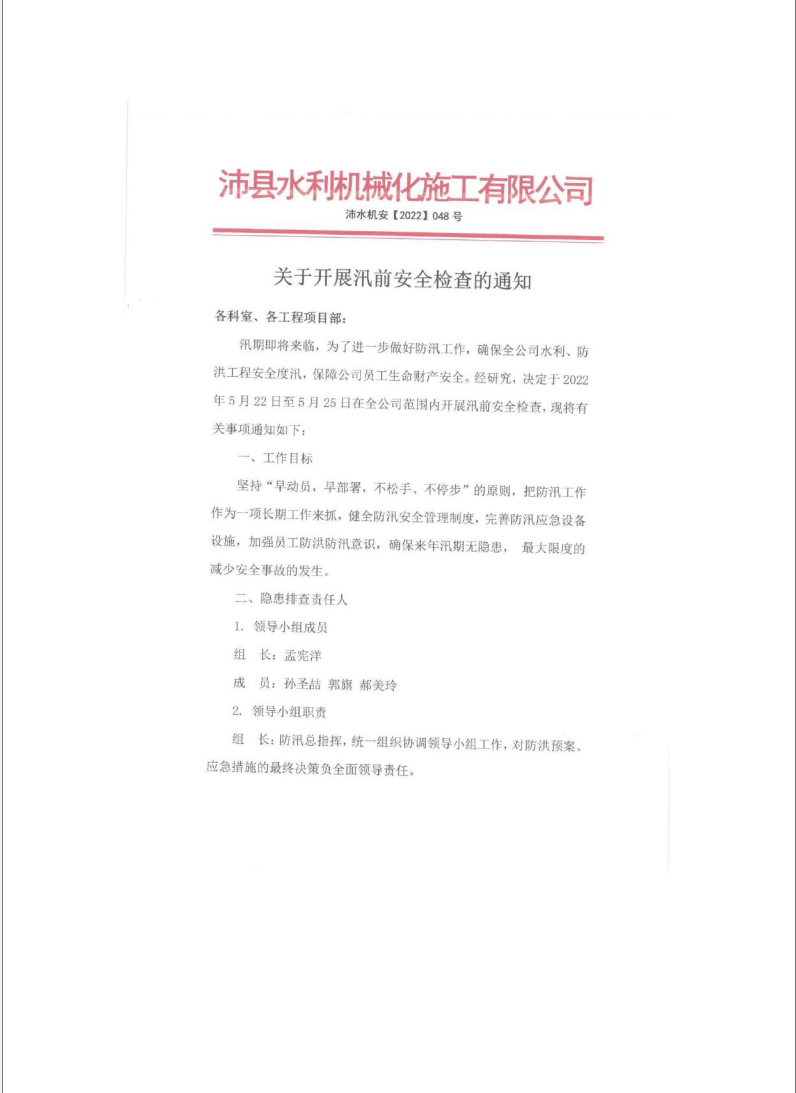 沛县水利机械化施工有限公司
沛水机安【2022】048 号
关于开展汛前安全检查的通知
各科室、各工程项目部：
汛期即将来临，为了进一步做好防汛工作，确保全公司水利、防
洪工程安全度汛，保障公司员工生命财产安全。经研究，决定于 2022
年 5 月 22 日至 5 月 25 日在全公司范围内开展汛前安全检查，现将有
关事项通知如下：
一、工作目标
坚持“早动员，早部署，不松手、不停步”的原则，把防汛工作
作为一项长期工作来抓，健全防汛安全管理制度，完善防汛应急设备
设施，加强员工防洪防汛意识，确保来年汛期无隐患， 最大限度的
减少安全事故的发生。
二、隐患排查责任人
1. 领导小组成员
组 长：孟宪洋
成 员：孙圣喆 郭旗 郝美玲
2. 领导小组职责
组 长：防汛总指挥，统一组织协调领导小组工作，对防洪预案、
应急措施的最终决策负全面领导责任。